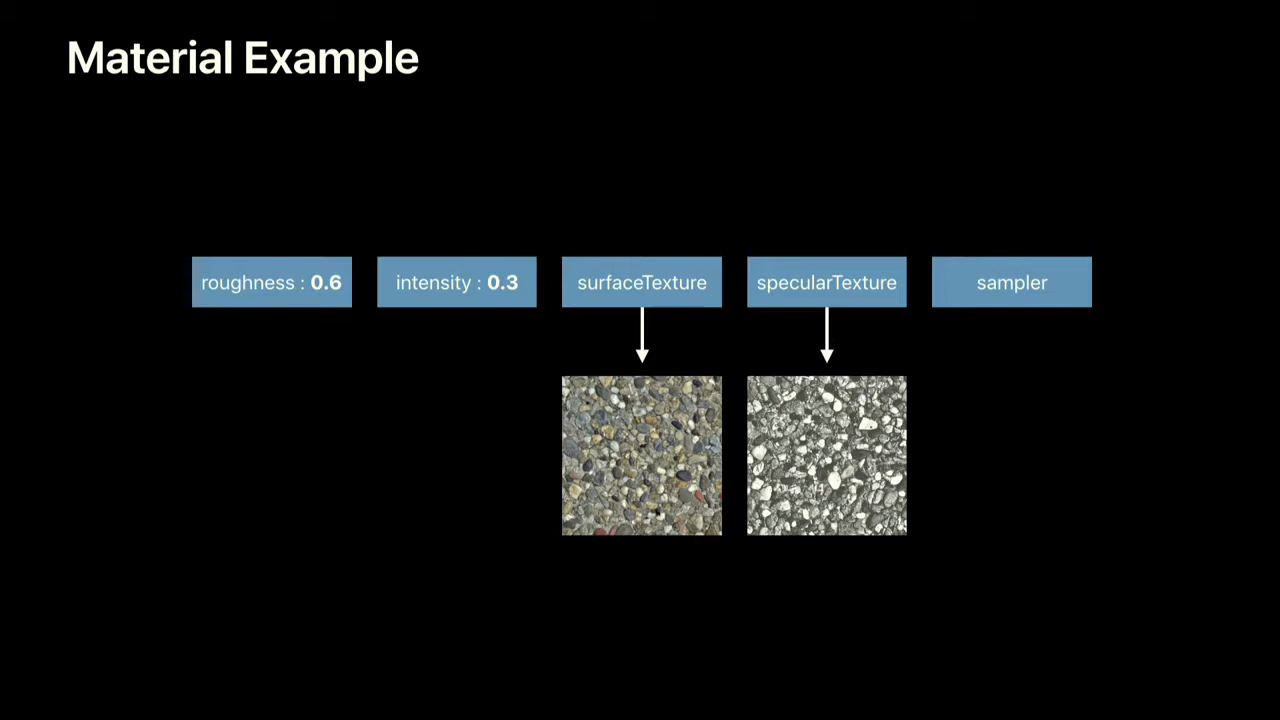 Material Example
roughness : 0.6
intensity : 0.3
surfaceTexture
specularTexture
sampler